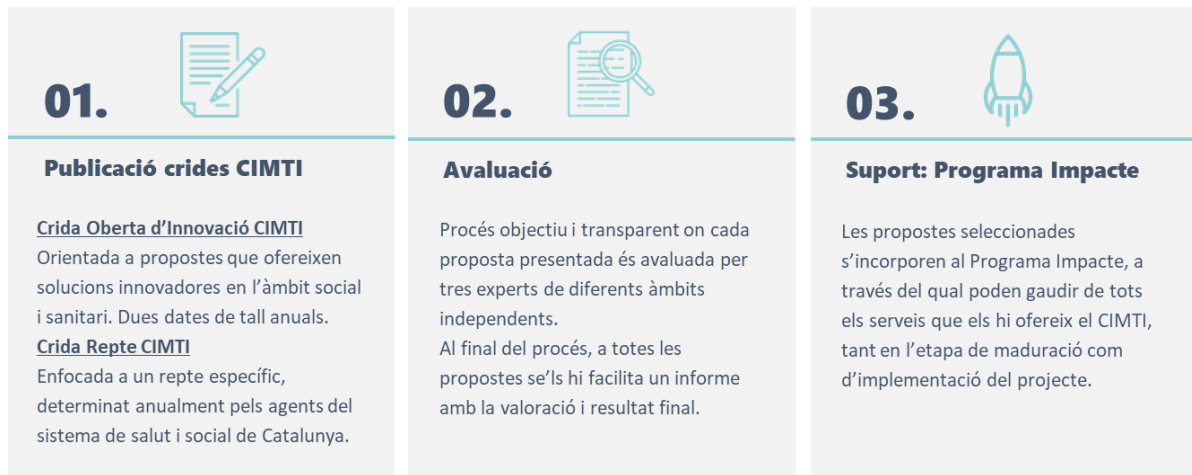 01.
Publicació crides CIMTI
Crida Oberta d'Innovació CIMTI
Orientada a propostes que ofereixen
solucions innovadores en l'àmbit social
i sanitari. Dues dates de tall anuals.
Crida Repte CIMTI
Enfocada a un repte específic,
determinat anualment pels agents del
sistema de salut i social de Catalunya.
02.
Avaluació
Procés objectiu i transparent on cada
proposta presentada és avaluada per
tres experts de diferents àmbits
independents.
Al final del procés, a totes les
propostes se'ls hi facilita un informe
amb la valoració i resultat final.
03.
Suport: Programa Impacte
Les propostes seleccionades
s'incorporen al Programa Impacte, a
través del qual poden gaudir de tots
els serveis que els hi ofereix el CIMTI,
tant en l'etapa de maduració com
d'implementació del projecte.